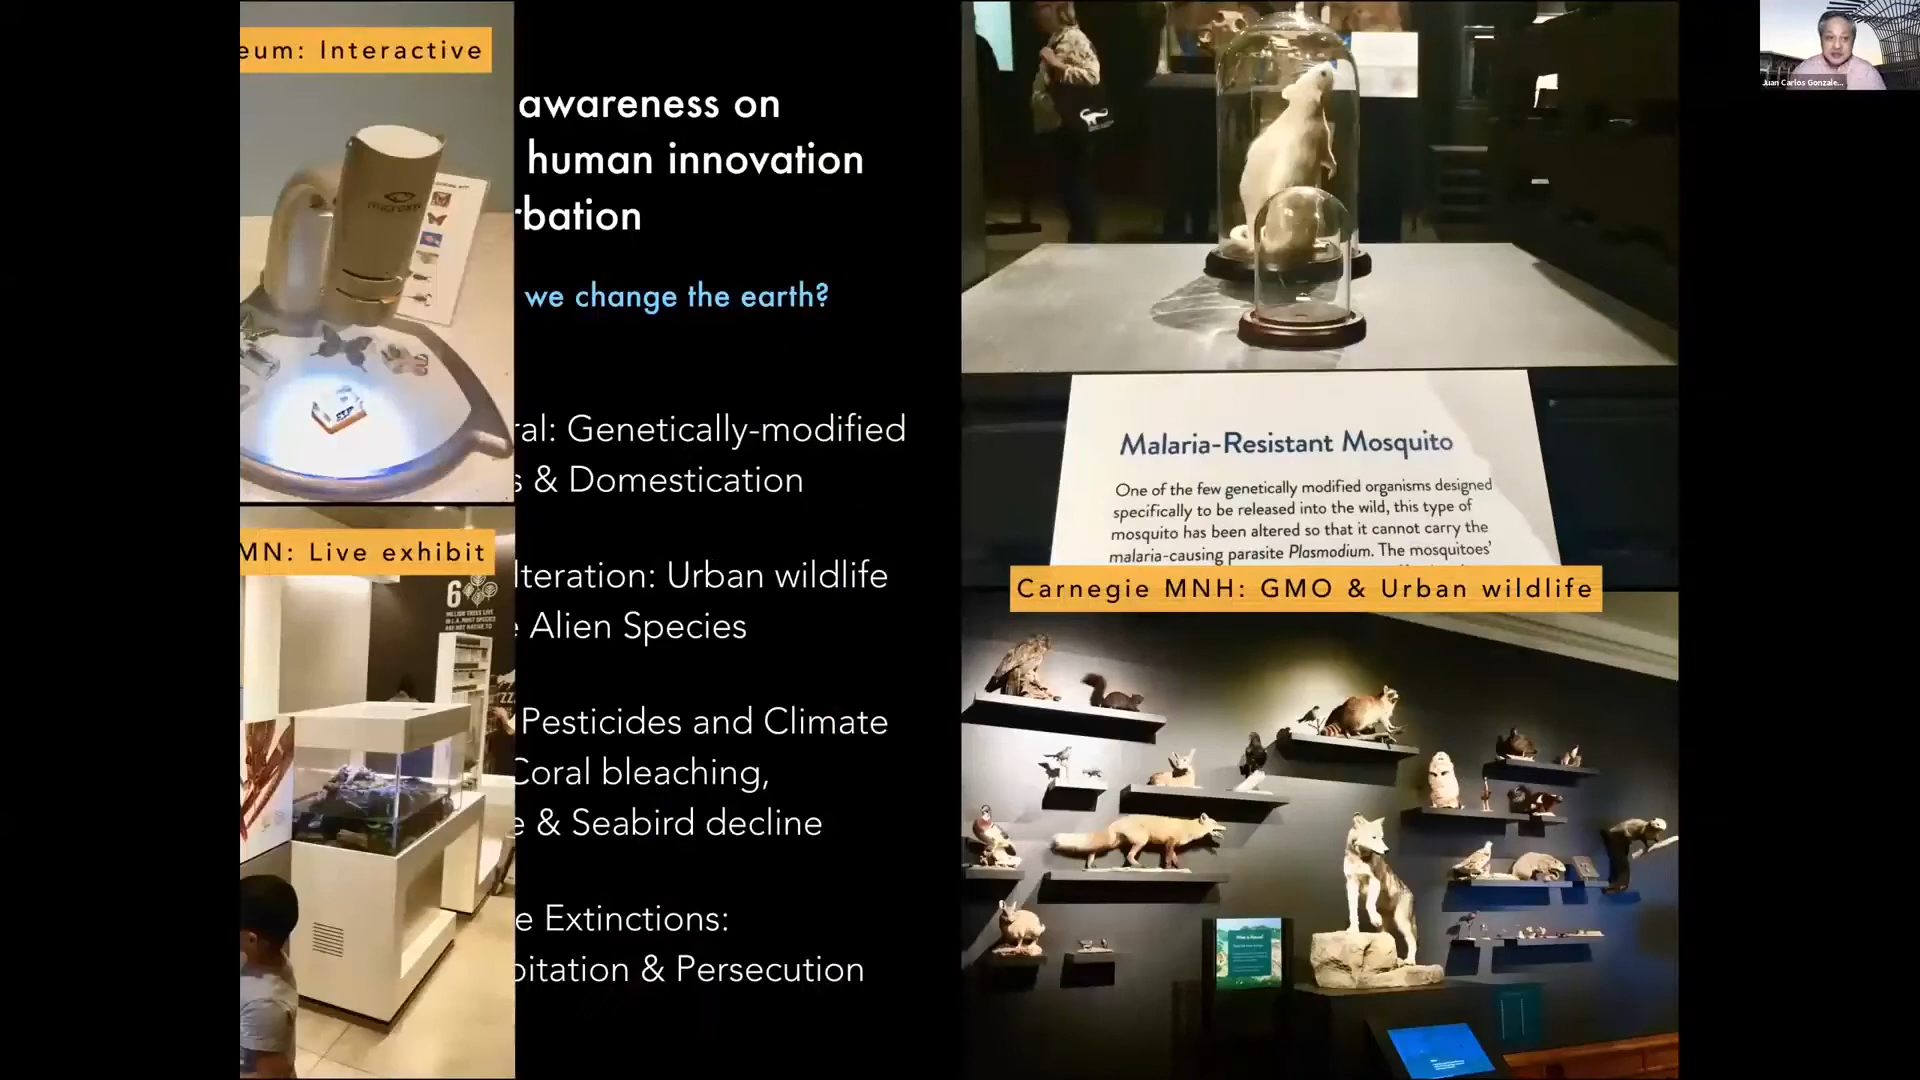 eum: Interactive
MN: Live exhibit
awareness on
human innovation
rbation
we change the earth?
ral: Genetically-modified
s & Domestication
lteration: Urban wildlife
e Alien Species
Pesticides and Climate
Coral bleaching,
e & Seabird decline
e Extinctions:
bitation & Persecution
Malaria-Resistant Mosquito
One of the few genetically modified organisms designed
specifically to be released into the wild, this type of
mosquito has been altered so that it cannot carry the
malaria-causing parasite Plasmodium. The mosquitoes'
Carnegie MNH: GMO & Urban wildlife
Juan Carlos Gonzale...